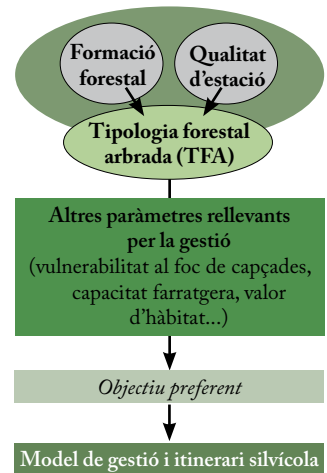 Formació
forestal
Qualitat
d'estació
Tipologia forestal
arbrada (TFA)
Altres paràmetres rellevants
per la gestió
(vulnerabilitat al foc de capçades,
capacitat farratgera, valor
d'hàbitat...)
Objectiu preferent
Model de gestió i itinerari silvícola